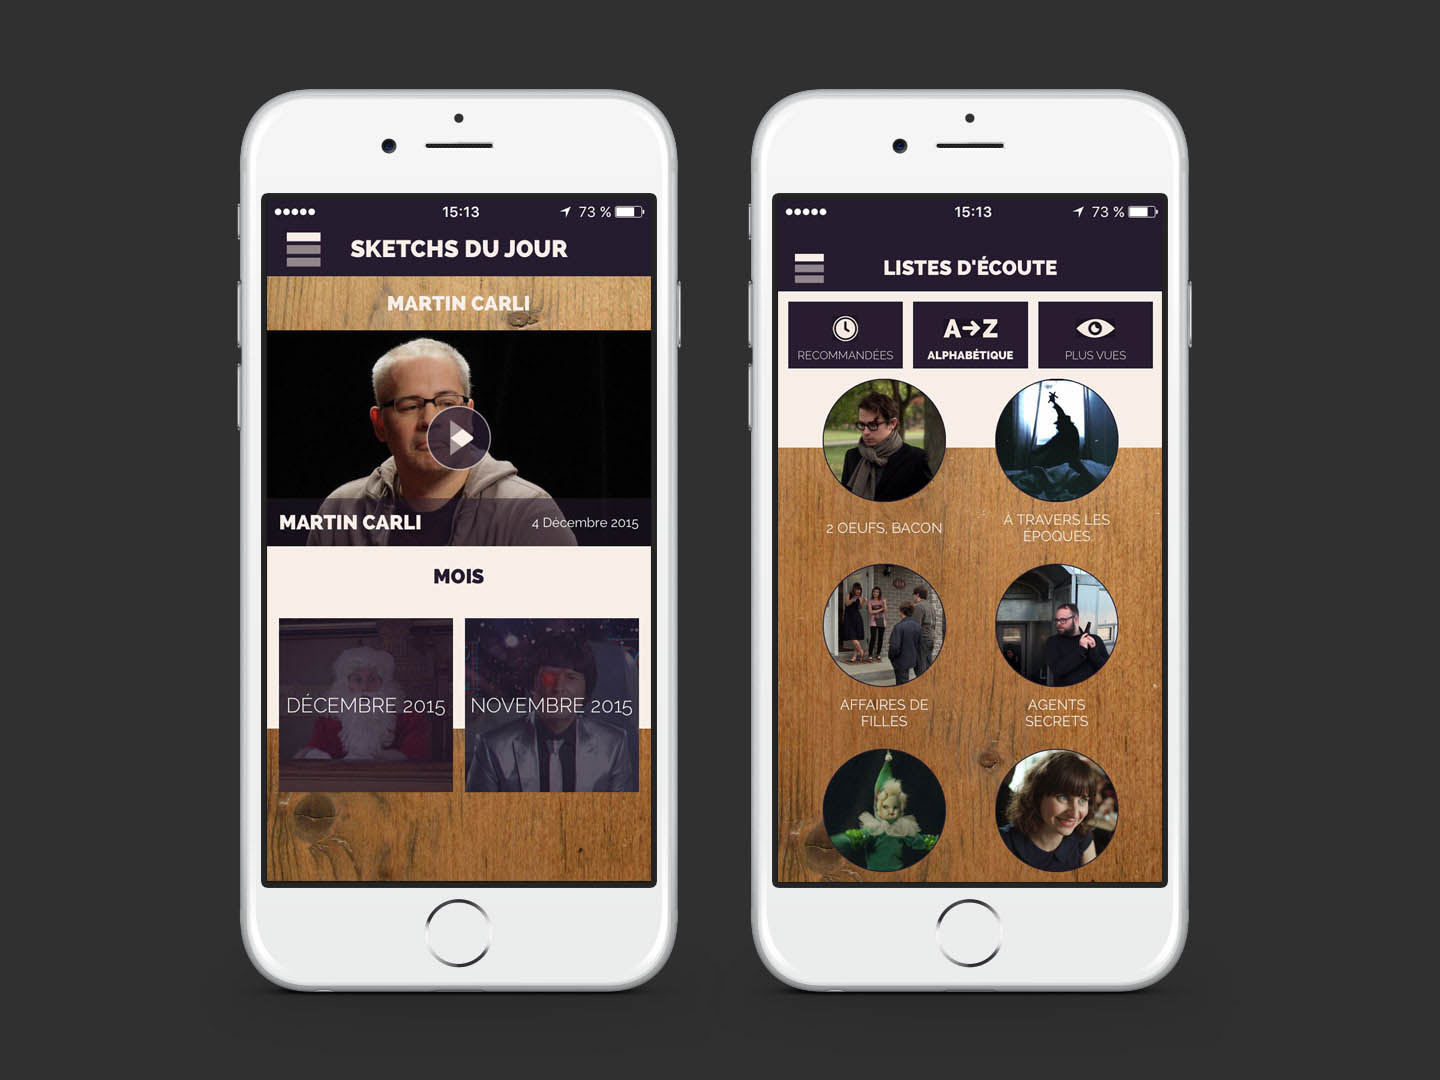 15:13
73 %
SKETCHS DU JOUR
MARTIN CARLI
MARTIN CARLI
4 Décembre 2015
MOIS
DÉCEMBRE 2015
NOVEMBRE 2015
15:13
73 %
LISTES D'ÉCOUTE
RECOMMANDÉES
A→Z
ALPHABÉTIQUE
PLUS VUES
2 OEUFS, BACON
À TRAVERS LES
ÉPOQUES
AFFAIRES DE
FILLES
AGENTS
SECRETS